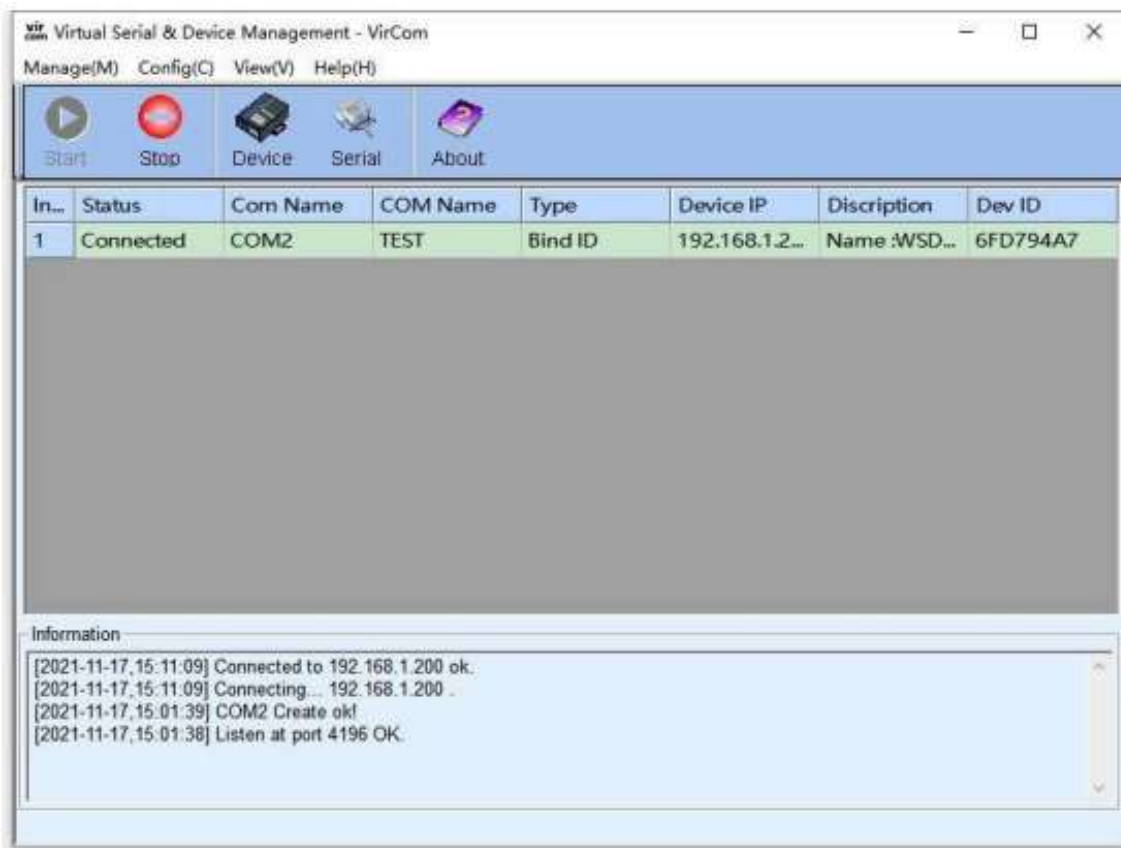 vir com Virtual Serial & Device Management - VirCom
Manage(M) Config(C) View(V) Help(H)
Start Stop Device Serial About
In... Status Com Name COM Name Type Device IP Discription Dev ID
1 Connected COM2 TEST Bind ID 192.168.1.2... Name :WSD... 6FD794A7
Information
[2021-11-17,15:11:09] Connected to 192.168.1.200 ok.
[2021-11-17,15:11:09] Connecting... 192.168.1.200 .
[2021-11-17,15:01:39] COM2 Create ok!
[2021-11-17,15:01:38] Listen at port 4196 OK.